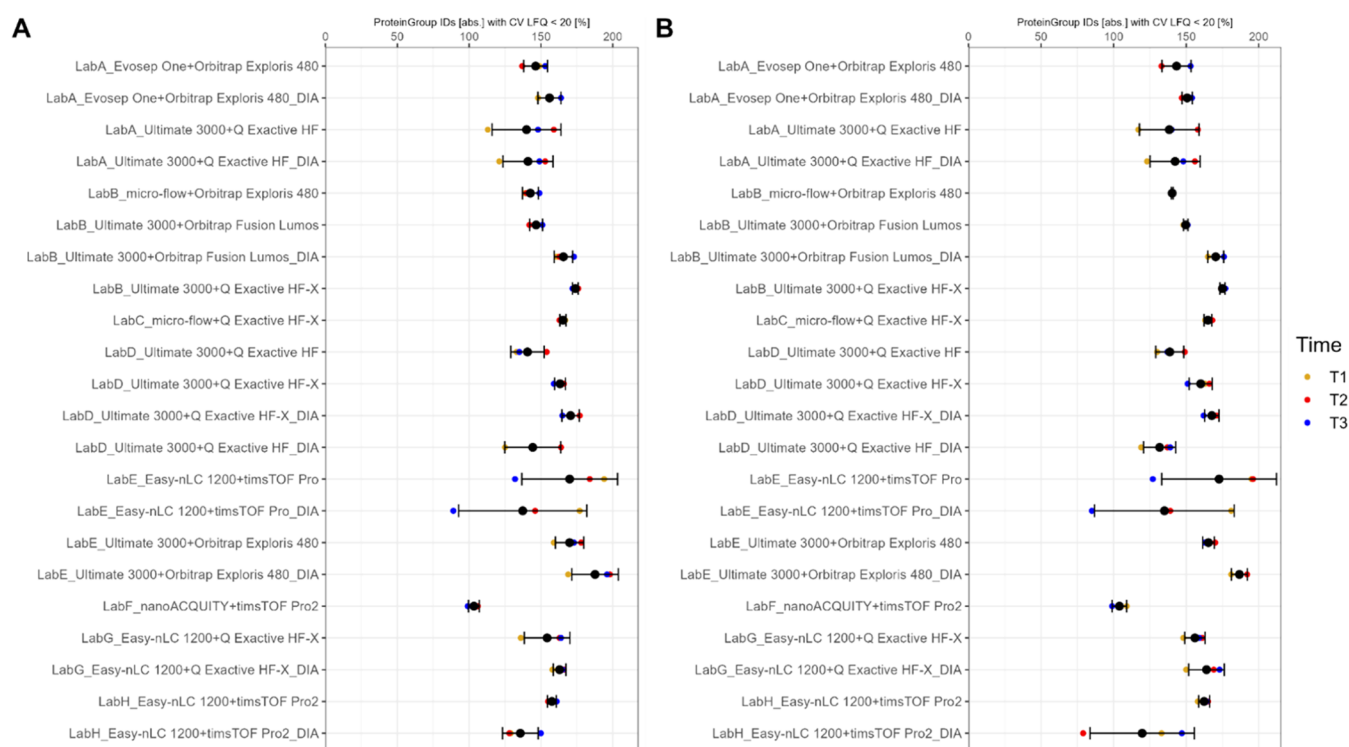 A
ProteinGroup IDs [abs.] with CV LFQ < 20 [%]
0 50 100 150 200
LabA_Evosep One+Orbitrap Exploris 480
LabA_Evosep One+Orbitrap Exploris 480_DIA
LabA_Ultimate 3000+Q Exactive HF
LabA_Ultimate 3000+Q Exactive HF_DIA
LabB_micro-flow+Orbitrap Exploris 480
LabB_Ultimate 3000+Orbitrap Fusion Lumos
LabB_Ultimate 3000+Orbitrap Fusion Lumos_DIA
LabB_Ultimate 3000+Q Exactive HF-X
LabC_micro-flow+Q Exactive HF-X
LabD_Ultimate 3000+Q Exactive HF
LabD_Ultimate 3000+Q Exactive HF-X
LabD_Ultimate 3000+Q Exactive HF-X_DIA
LabD_Ultimate 3000+Q Exactive HF_DIA
LabE_Easy-nLC 1200+timsTOF Pro
LabE_Easy-nLC 1200+timsTOF Pro_DIA
LabE_Ultimate 3000+Orbitrap Exploris 480
LabE_Ultimate 3000+Orbitrap Exploris 480_DIA
LabF_nanoACQUITY+timsTOF Pro2
LabG_Easy-nLC 1200+Q Exactive HF-X
LabG_Easy-nLC 1200+Q Exactive HF-X_DIA
LabH_Easy-nLC 1200+timsTOF Pro2
LabH_Easy-nLC 1200+timsTOF Pro2_DIA
B
ProteinGroup IDs [abs.] with CV LFQ < 20 [%]
0 50 100 150 200
LabA_Evosep One+Orbitrap Exploris 480
LabA_Evosep One+Orbitrap Exploris 480_DIA
LabA_Ultimate 3000+Q Exactive HF
LabA_Ultimate 3000+Q Exactive HF_DIA
LabB_micro-flow+Orbitrap Exploris 480
LabB_Ultimate 3000+Orbitrap Fusion Lumos
LabB_Ultimate 3000+Orbitrap Fusion Lumos_DIA
LabB_Ultimate 3000+Q Exactive HF-X
LabC_micro-flow+Q Exactive HF-X
LabD_Ultimate 3000+Q Exactive HF
LabD_Ultimate 3000+Q Exactive HF-X
LabD_Ultimate 3000+Q Exactive HF-X_DIA
LabD_Ultimate 3000+Q Exactive HF_DIA
LabE_Easy-nLC 1200+timsTOF Pro
LabE_Easy-nLC 1200+timsTOF Pro_DIA
LabE_Ultimate 3000+Orbitrap Exploris 480
LabE_Ultimate 3000+Orbitrap Exploris 480_DIA
LabF_nanoACQUITY+timsTOF Pro2
LabG_Easy-nLC 1200+Q Exactive HF-X
LabG_Easy-nLC 1200+Q Exactive HF-X_DIA
LabH_Easy-nLC 1200+timsTOF Pro2
LabH_Easy-nLC 1200+timsTOF Pro2_DIA
Time
T1
T2
T3